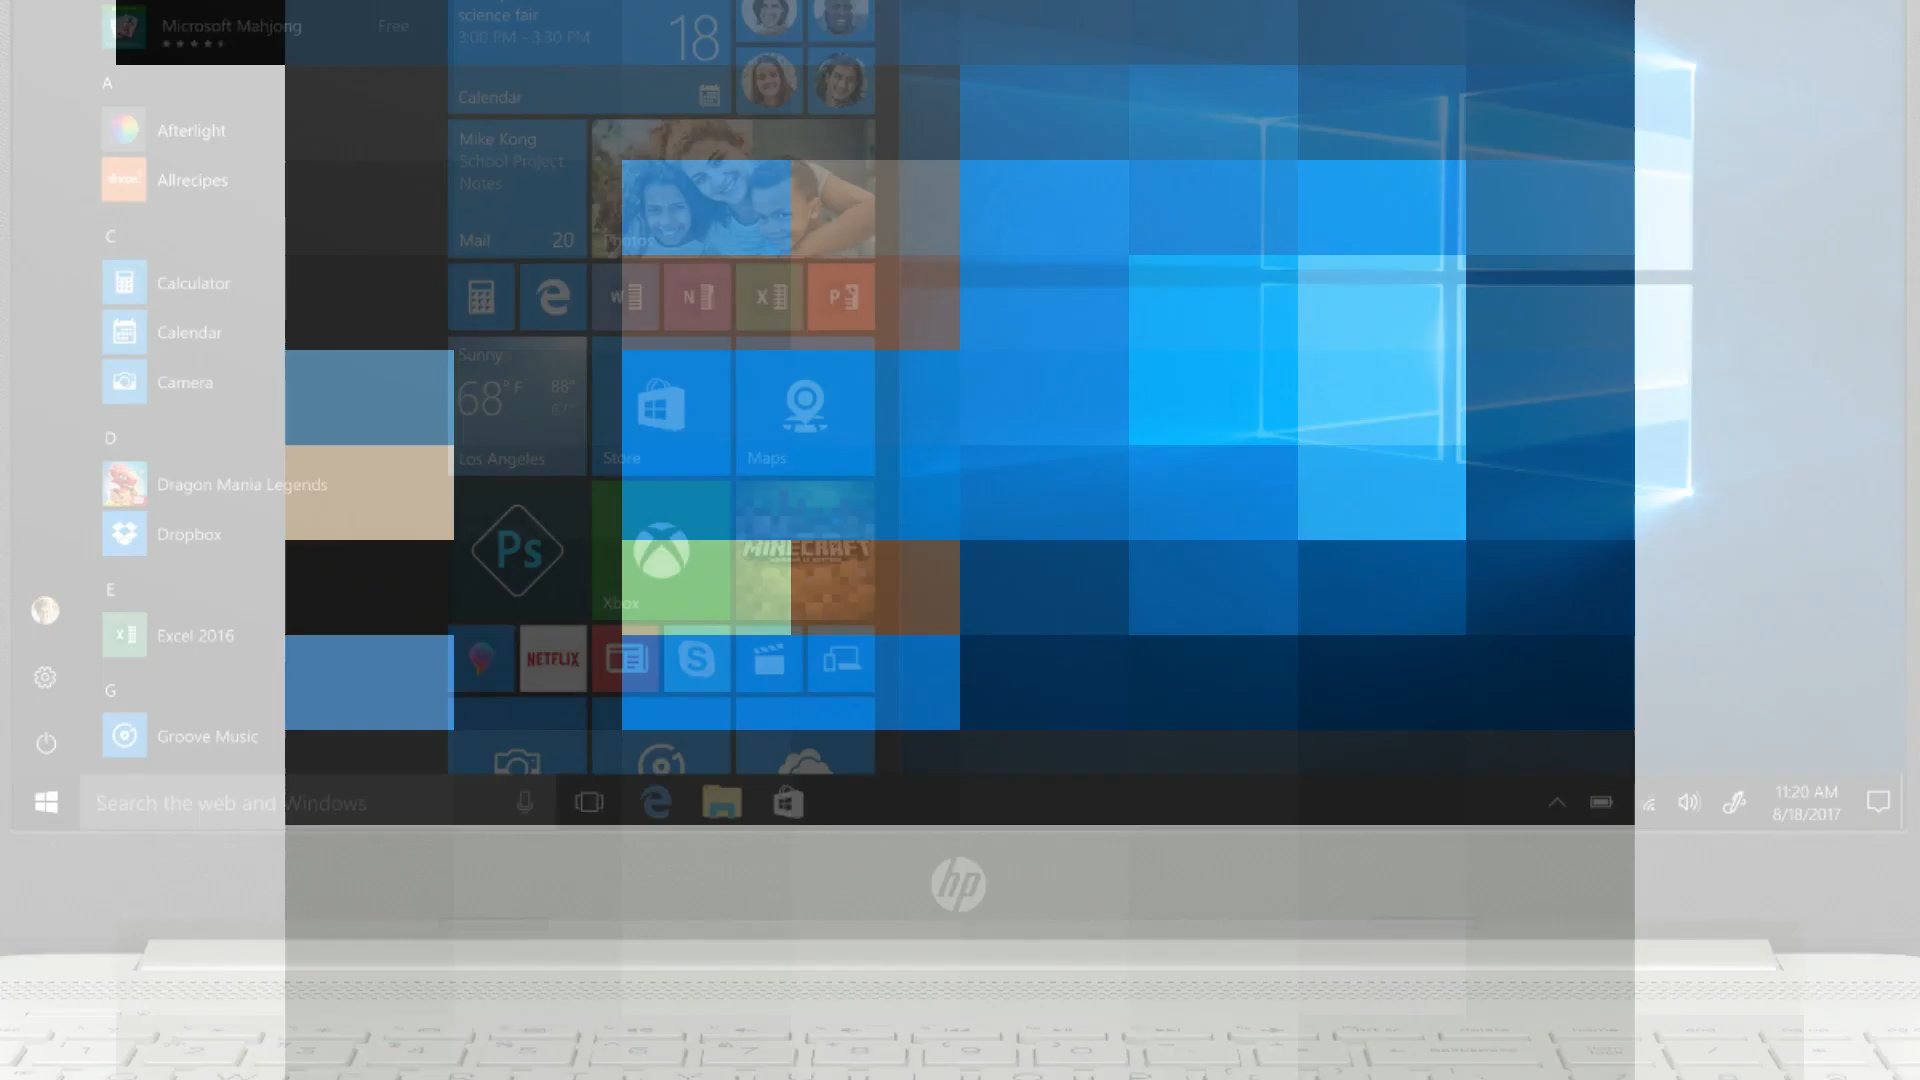 Microsoft Mahjong
Free
A
Afterlight
Allrecipes
C
Calculator
Calendar
Camera
D
Dragon Mania Legends
Dropbox
E
Excel 2016
G
Groove Music
Search the web and Windows
science fair
3:00 PM - 3:30 PM
18
Calendar
Mike Kong
School Project
Notes
Mail 20
Photos
W N X P
Sunny
68° F 88°
67°
Los Angeles
Store
Maps
Ps
Xbox
MINECRAFT
NETFLIX
11:20 AM
8/18/2017
hp